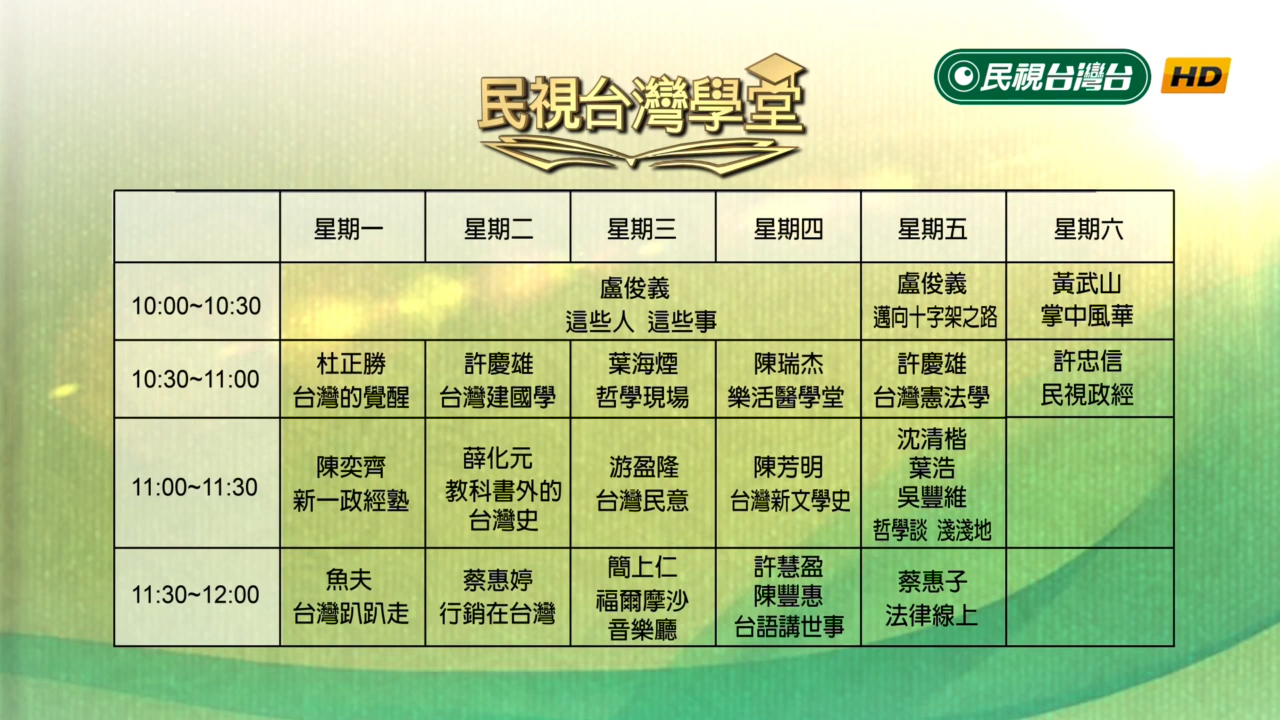 民視台灣學堂
民視台灣台 HD
星期一 星期二 星期三 星期四 星期五 星期六
10:00~10:30
盧俊義
這些人 這些事
盧俊義
邁向十字架之路
黃武山
掌中風華
10:30~11:00
杜正勝
台灣的覺醒
許慶雄
台灣建國學
葉海煙
哲學現場
陳瑞杰
樂活醫學堂
許慶雄
台灣憲法學
許忠信
民視政經
11:00~11:30
陳奕齊
新一政經塾
薛化元
教科書外的
台灣史
游盈隆
台灣民意
陳芳明
台灣新文學史
沈清楷
葉浩
吳豐維
哲學談 淺淺地
11:30~12:00
魚夫
台灣趴趴走
蔡惠婷
行銷在台灣
簡上仁
福爾摩沙
音樂廳
許慧盈
陳豐惠
台語講世事
蔡惠子
法律線上